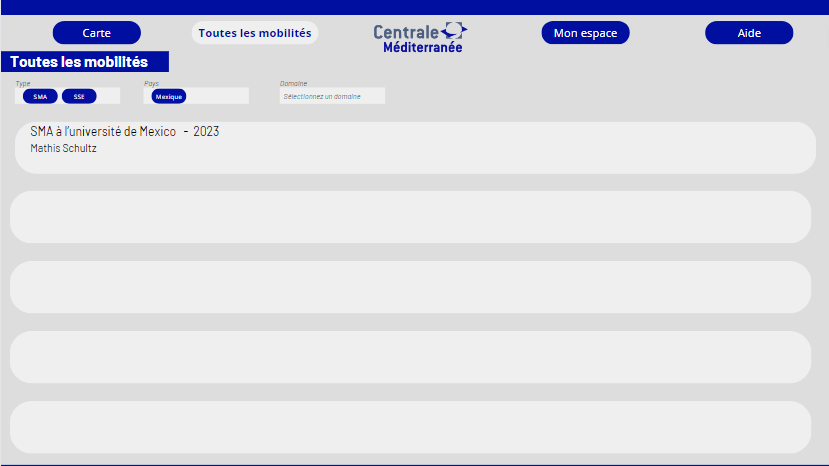 Carte
Toutes les mobilités
Centrale
Méditerranée
Mon espace
Aide
Toutes les mobilités
Type
Pays
Domaine
SMA
SSE
Mexique
Sélectionnez un domaine
SMA à l'université de Mexico - 2023
Mathis Schultz